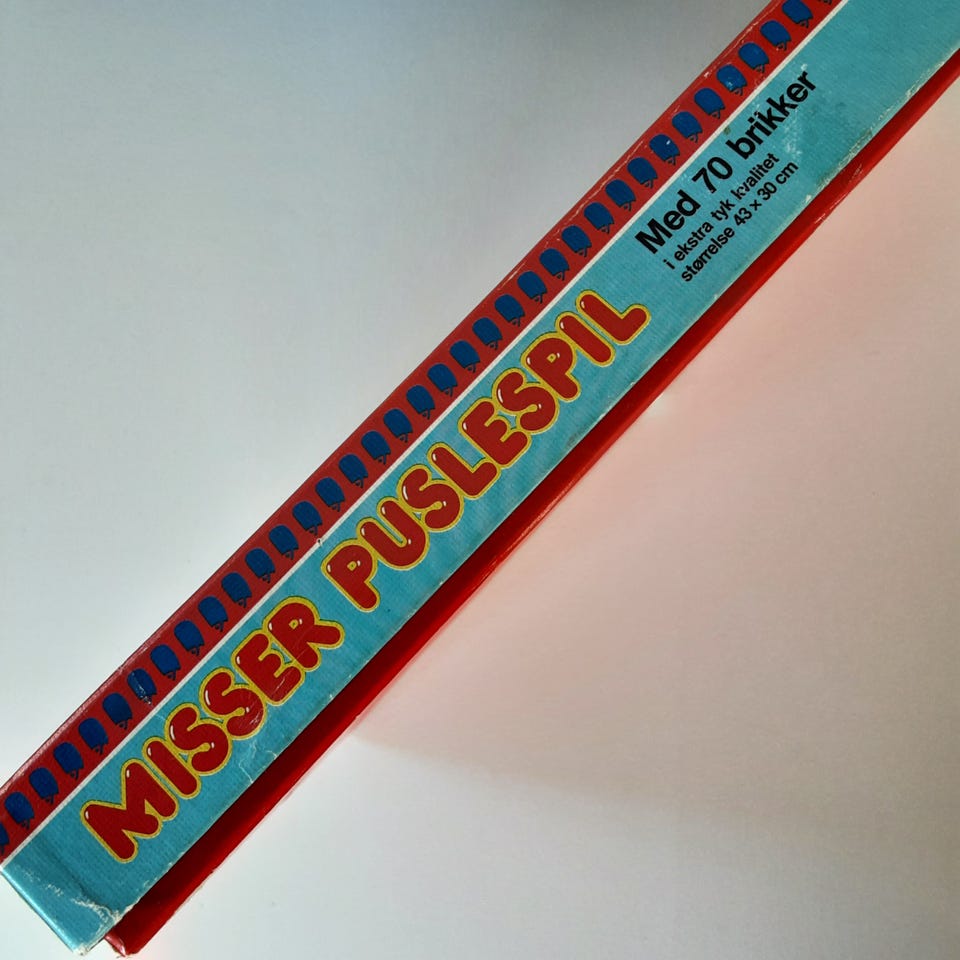 MISSER PUSLESPIL
Med 70 brikker
i ekstra tyk kvalitet
størrelse 43 x 30 cm